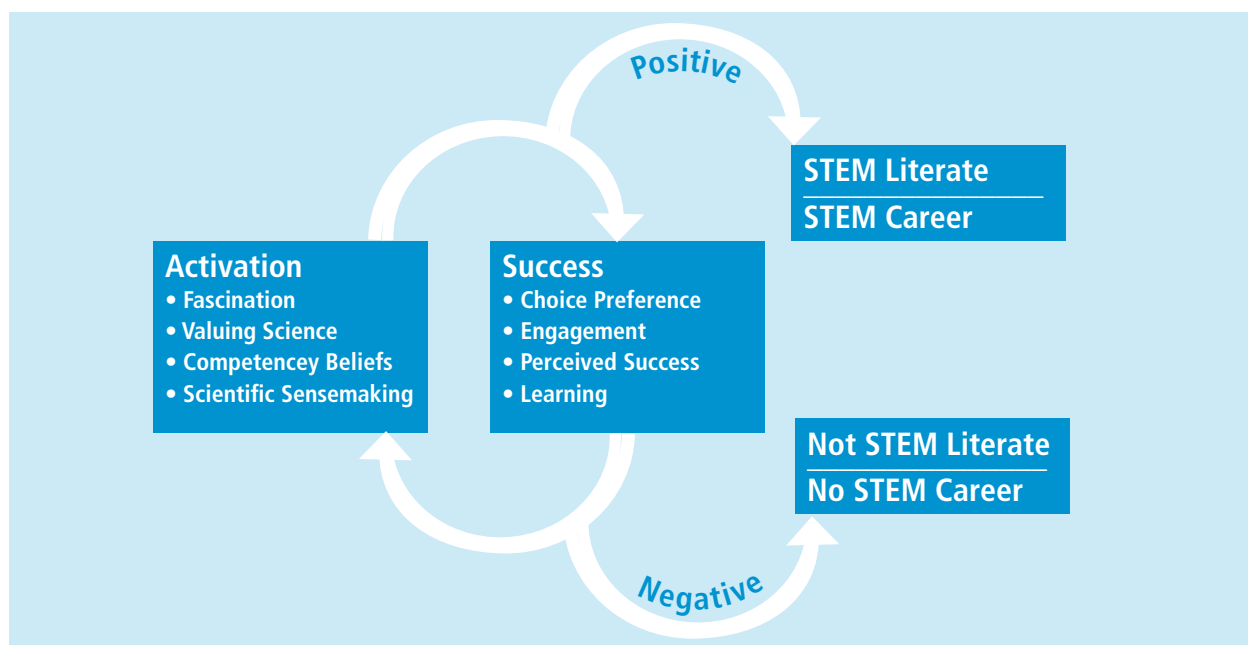 Positive
STEM Literate
STEM Career
Activation
• Fascination
• Valuing Science
• Competencey Beliefs
• Scientific Sensemaking
Success
• Choice Preference
• Engagement
• Perceived Success
• Learning
Not STEM Literate
No STEM Career
Negative